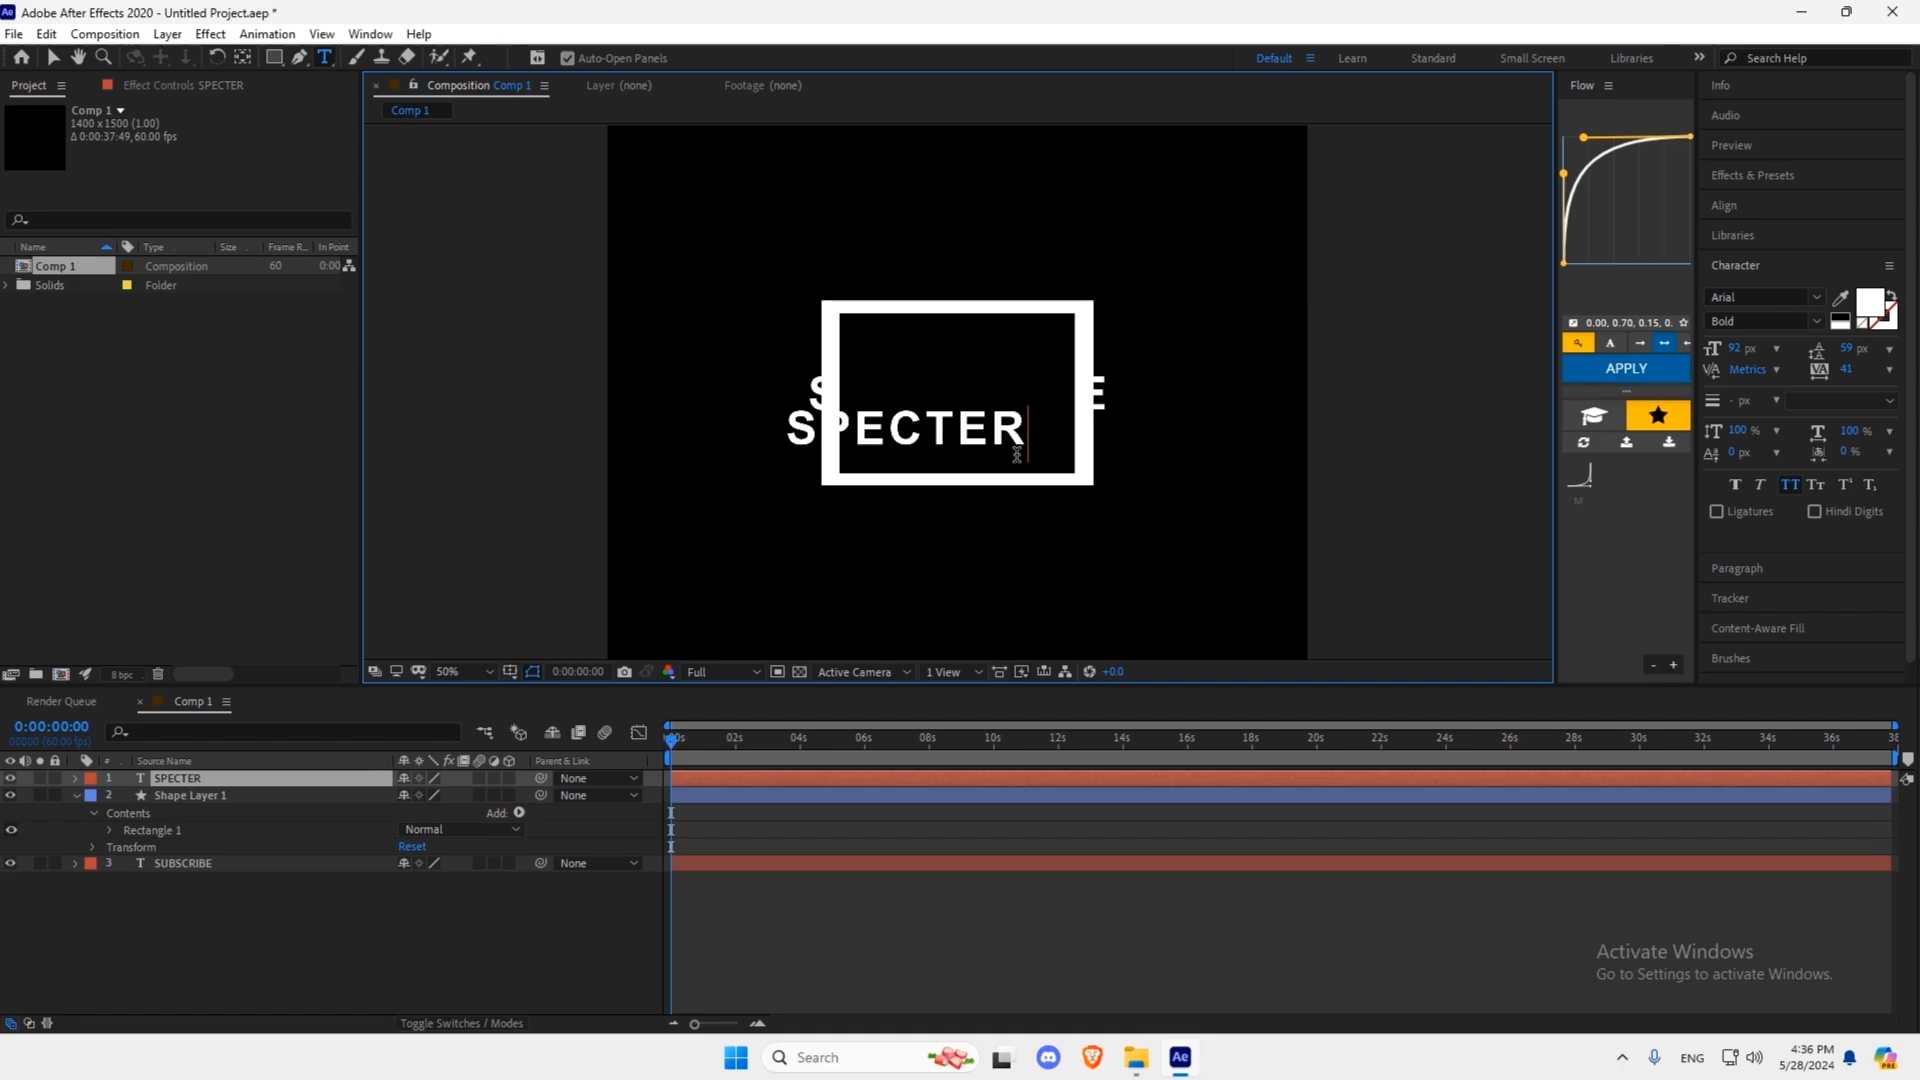 Adobe After Effects 2020 - Untitled Project.aep *
File Edit Composition Layer Effect Animation View Window Help
Auto-Open Panels Default Learn Standard Small Screen Libraries Search Help
Project Effect Controls SPECTER
Composition Comp 1 Layer (none) Footage (none)
Comp 1
Comp 1
1400 x 1500 (1.00)
Δ 0:00:37:49, 60.00 fps
Name Type Size Frame R... In Point
Comp 1 Composition 60 0:00
Solids Folder
8 bpc
S E
SPECTER
50% 0:00:00:00 Full Active Camera 1 View +0.0
Flow
0.00, 0.70, 0.15, 0.
A
APPLY
M
- +
Info
Audio
Preview
Effects & Presets
Align
Libraries
Character
Arial
Bold
92 px 59 px
Metrics 41
- px
100 % 100 %
0 px 0 %
Ligatures Hindi Digits
Paragraph
Tracker
Content-Aware Fill
Brushes
Render Queue Comp 1
0:00:00:00
00000 (60.00 fps)
# Source Name Parent & Link
1 T SPECTER None
2 Shape Layer 1 None
Contents Add:
Rectangle 1 Normal
Transform Reset
3 T SUBSCRIBE None
00s 02s 04s 06s 08s 10s 12s 14s 16s 18s 20s 22s 24s 26s 28s 30s 32s 34s 36s 38
Toggle Switches / Modes
Activate Windows
Go to Settings to activate Windows.
Search
Ae
ENG
4:36 PM
5/28/2024
PRE